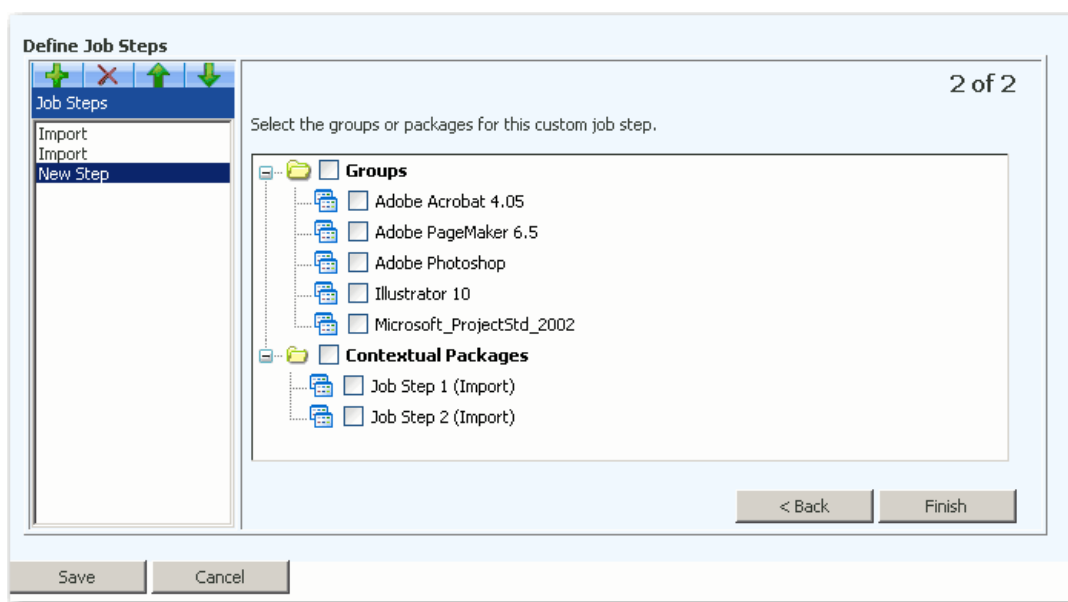 Define Job Steps
Job Steps
Import
Import
New Step
2 of 2
Select the groups or packages for this custom job step.
Groups
Adobe Acrobat 4.05
Adobe PageMaker 6.5
Adobe Photoshop
Illustrator 10
Microsoft_ProjectStd_2002
Contextual Packages
Job Step 1 (Import)
Job Step 2 (Import)
< Back
Finish
Save
Cancel